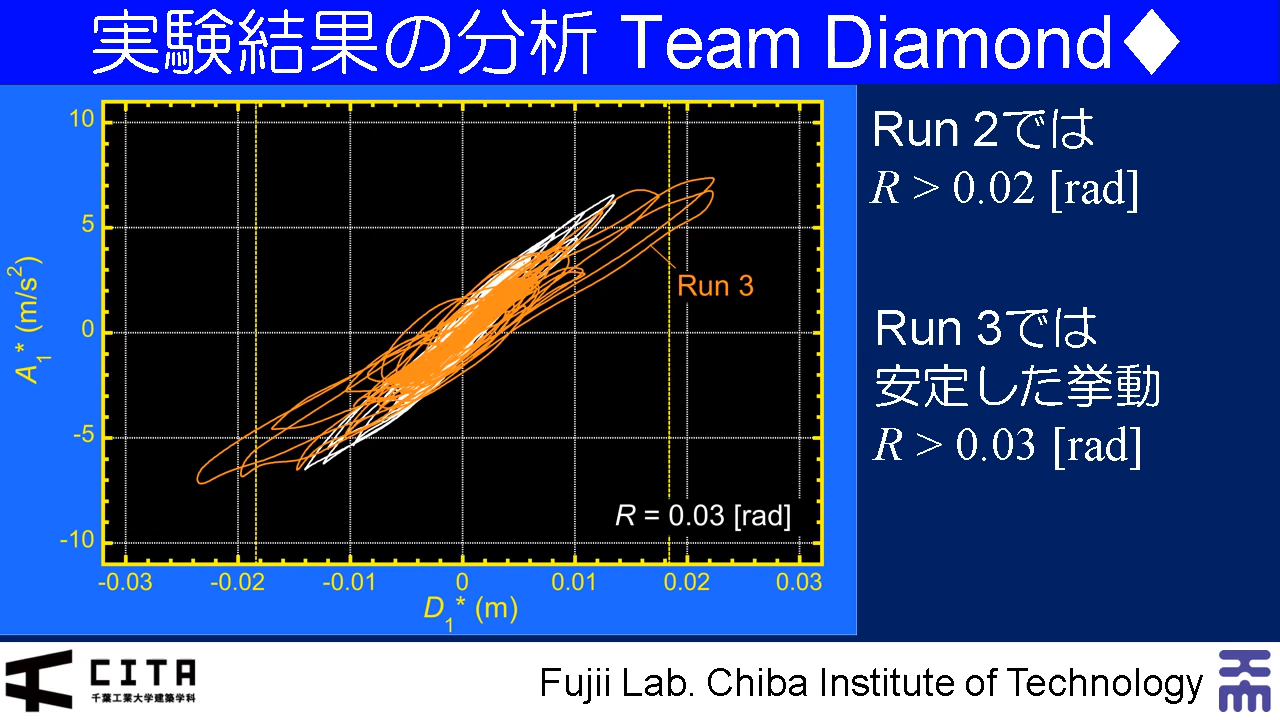 実験結果の分析 Team Diamond♦
10
5
0
-5
-10
A1* (m/s2)
Run 3
R = 0.03 [rad]
-0.03 -0.02 -0.01 0 0.01 0.02 0.03
D1* (m)
Run 2では
R > 0.02 [rad]
Run 3では
安定した挙動
R > 0.03 [rad]
CITA
千葉工業大学建築学科
Fujii Lab. Chiba Institute of Technology